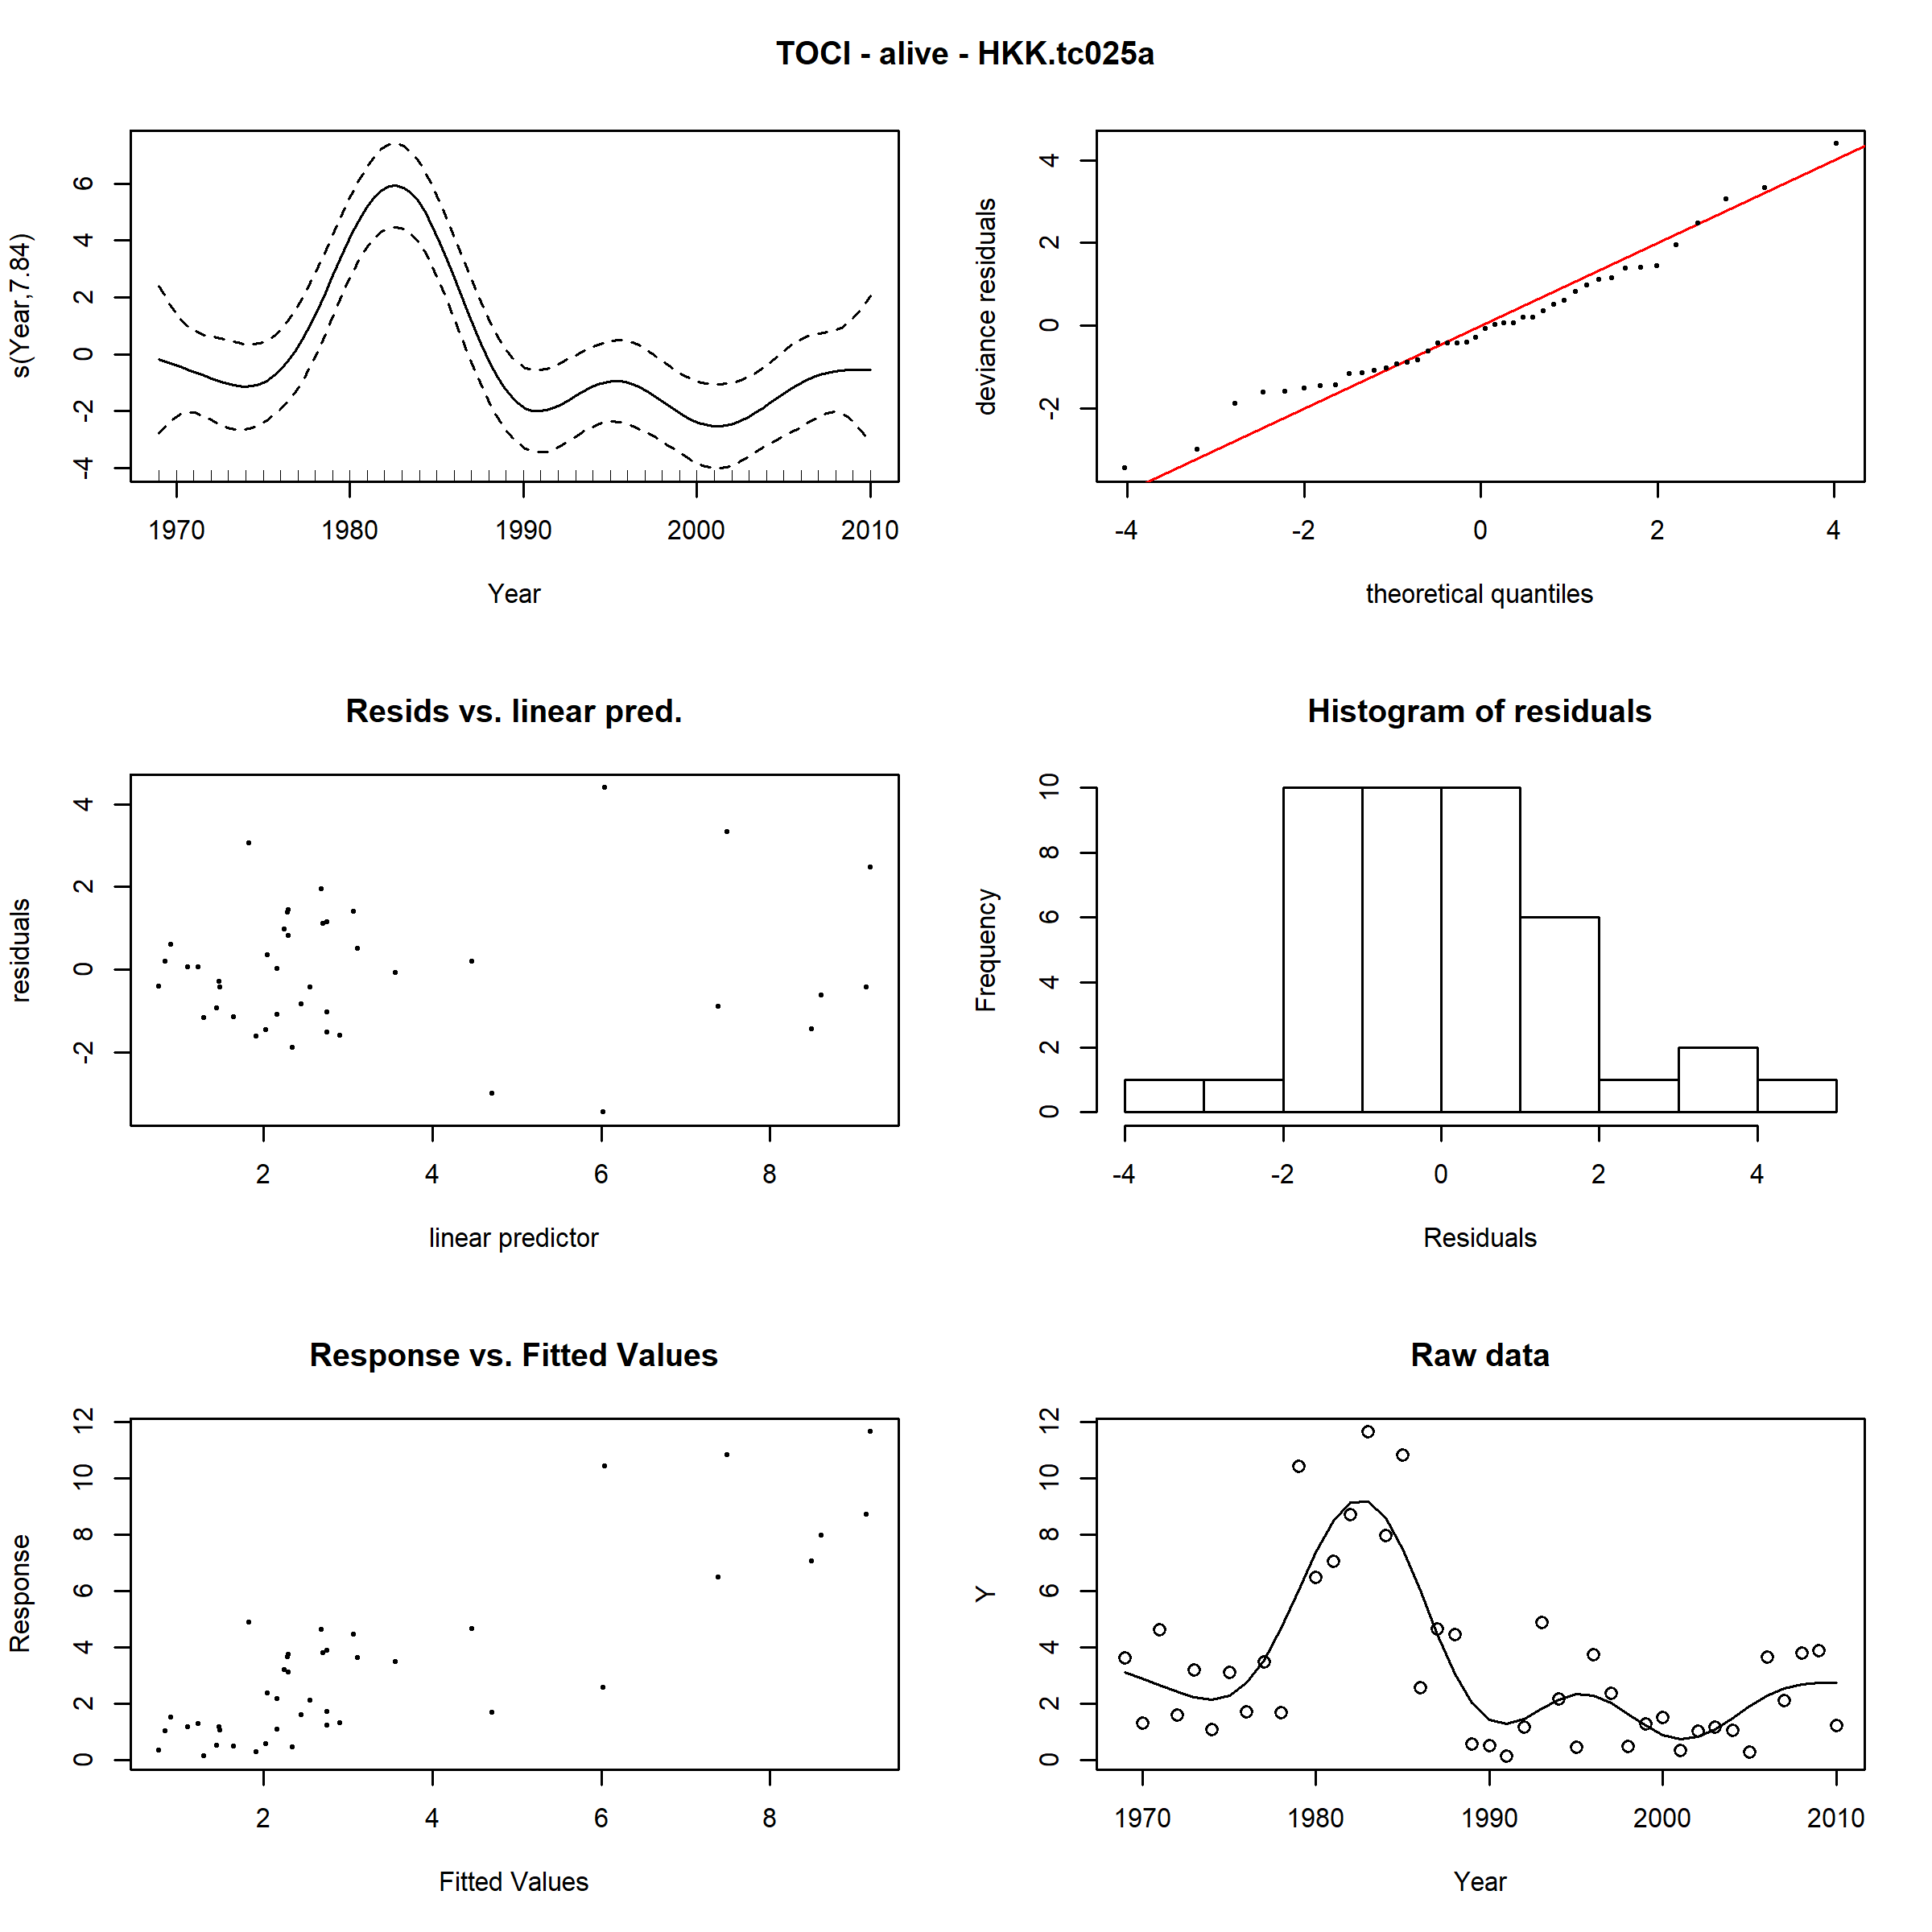 TOCI - alive - HKK.tc025a
s(Year,7.84)
-4 -2 0 2 4 6
1970 1980 1990 2000 2010
Year
deviance residuals
-2 0 2 4
-4 -2 0 2 4
theoretical quantiles
Resids vs. linear pred.
residuals
-2 0 2 4
2 4 6 8
linear predictor
Histogram of residuals
Frequency
0 2 4 6 8 10
-4 -2 0 2 4
Residuals
Response vs. Fitted Values
Response
0 2 4 6 8 10 12
2 4 6 8
Fitted Values
Raw data
Y
0 2 4 6 8 10 12
1970 1980 1990 2000 2010
Year